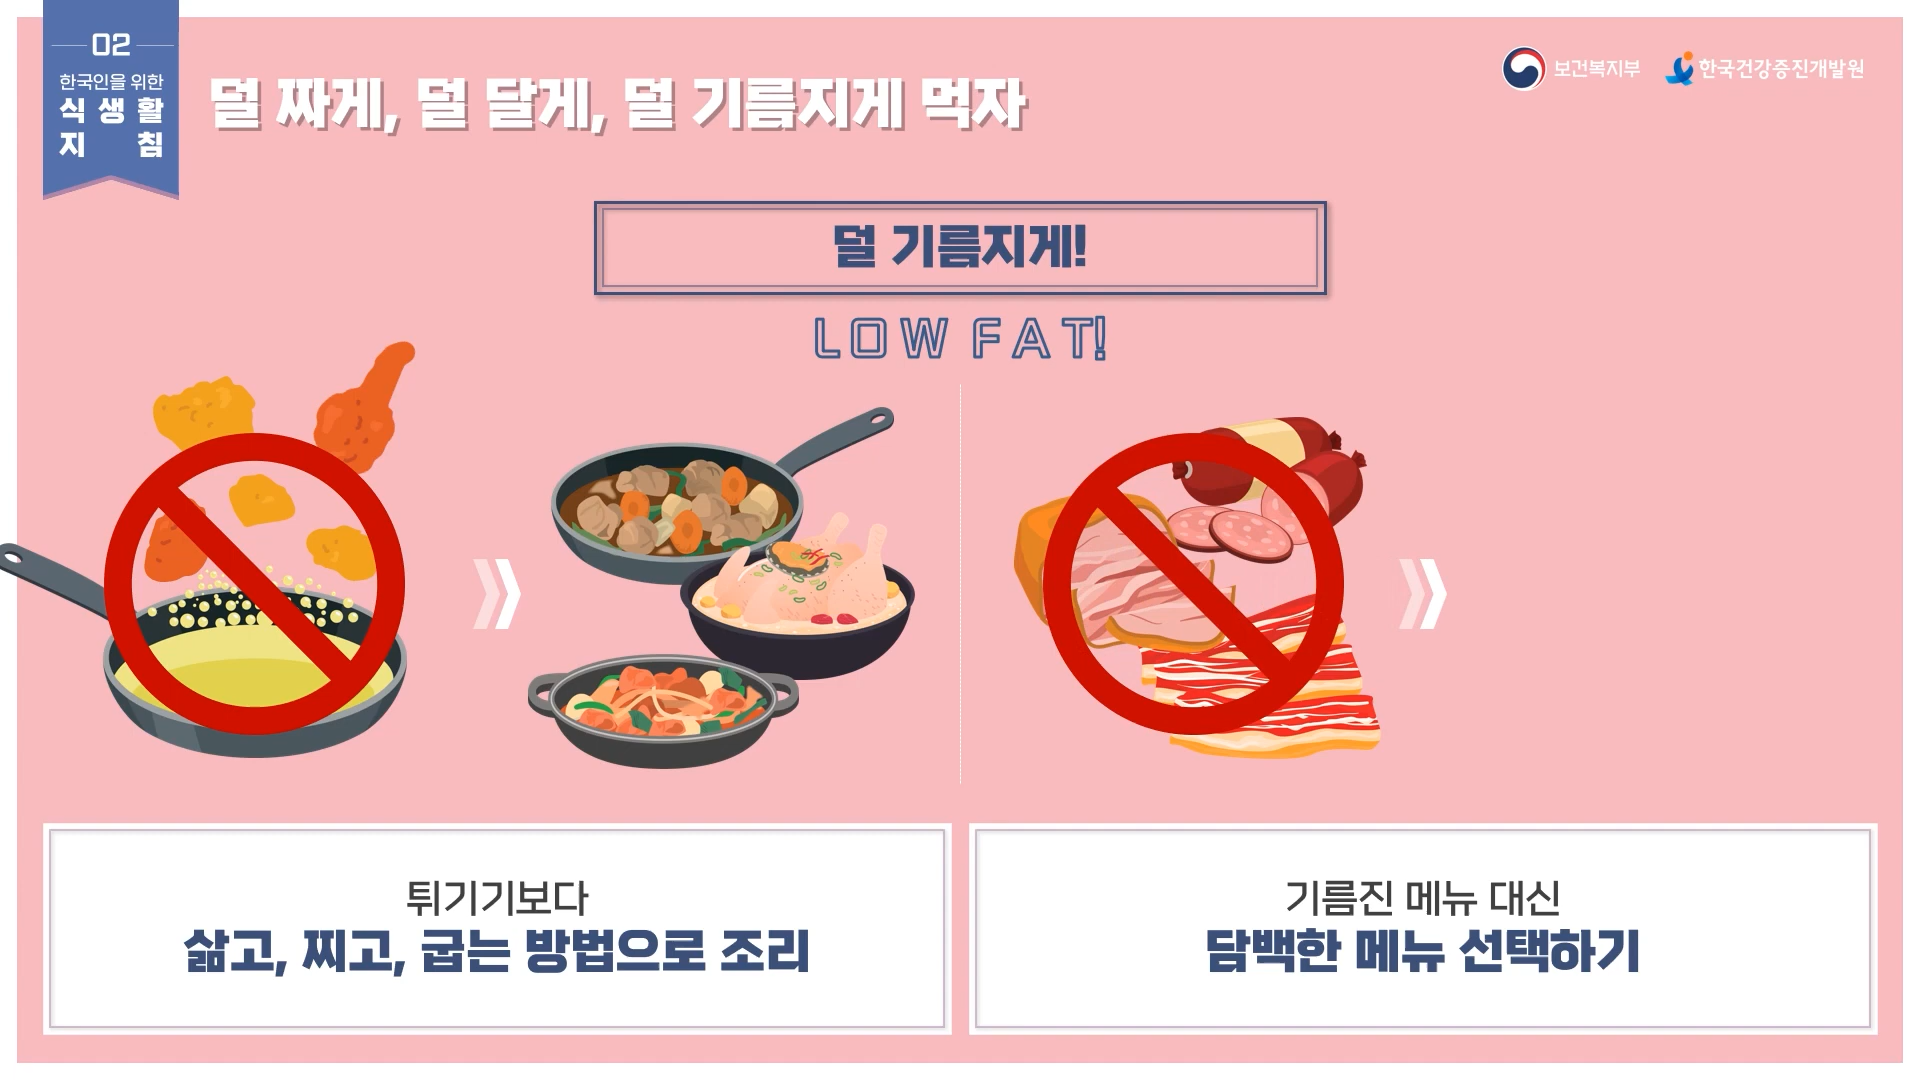 02
한국인을 위한
식 생 활
지 침
덜 짜게, 덜 달게, 덜 기름지게 먹자
보건복지부
한국건강증진개발원
덜 기름지게!
LOW FAT!
튀기기보다
삶고, 찌고, 굽는 방법으로 조리
기름진 메뉴 대신
담백한 메뉴 선택하기